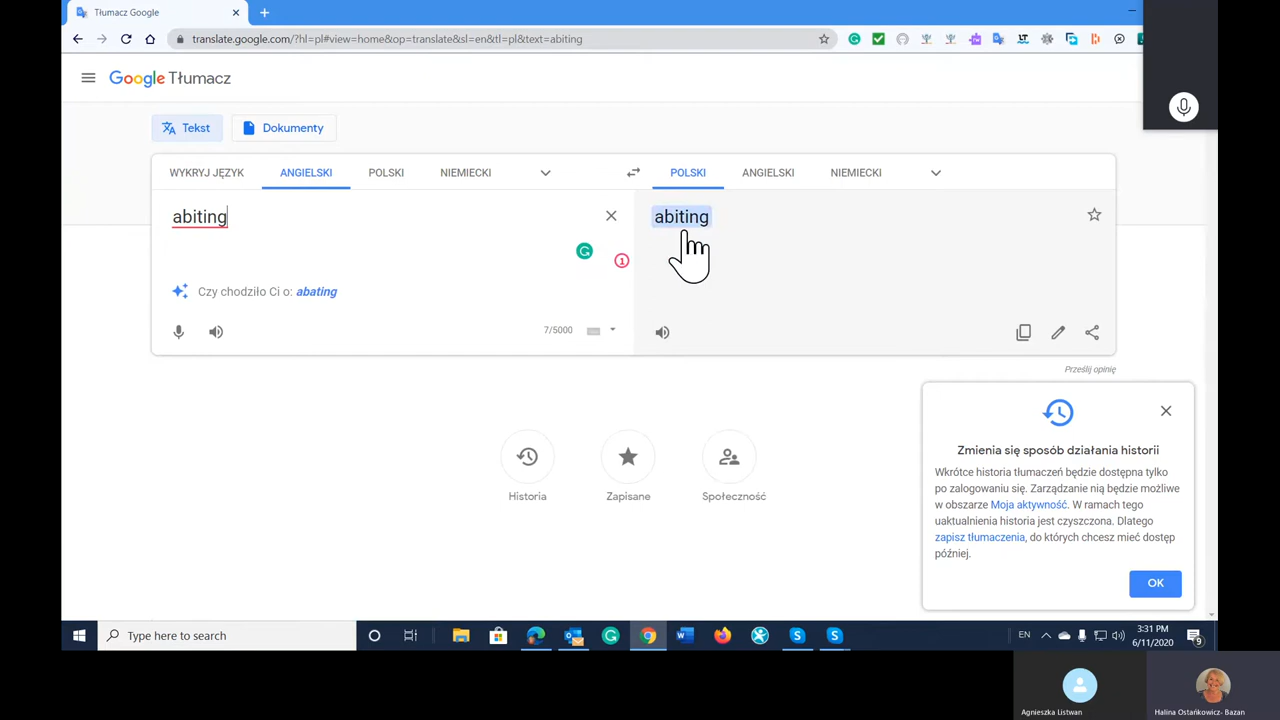 Tłumacz Google
translate.google.com/?hl=pl#view=home&op=translate&sl=en&tl=pl&text=abiting
Google Tłumacz
Tekst
Dokumenty
WYKRYJ JĘZYK
ANGIELSKI
POLSKI
NIEMIECKI
POLSKI
ANGIELSKI
NIEMIECKI
abiting
abiting
Czy chodziło Ci o: abating
7/5000
Prześlij opinię
Historia
Zapisane
Społeczność
Zmienia się sposób działania historii
Wkrótce historia tłumaczeń będzie dostępna tylko
po zalogowaniu się. Zarządzanie nią będzie możliwe
w obszarze Moja aktywność. W ramach tego
uaktualnienia historia jest czyszczona. Dlatego
zapisz tłumaczenia, do których chcesz mieć dostęp
później.
OK
Type here to search
EN
3:31 PM
6/11/2020
9
Agnieszka Listwan
Halina Ostańkowicz- Bazan